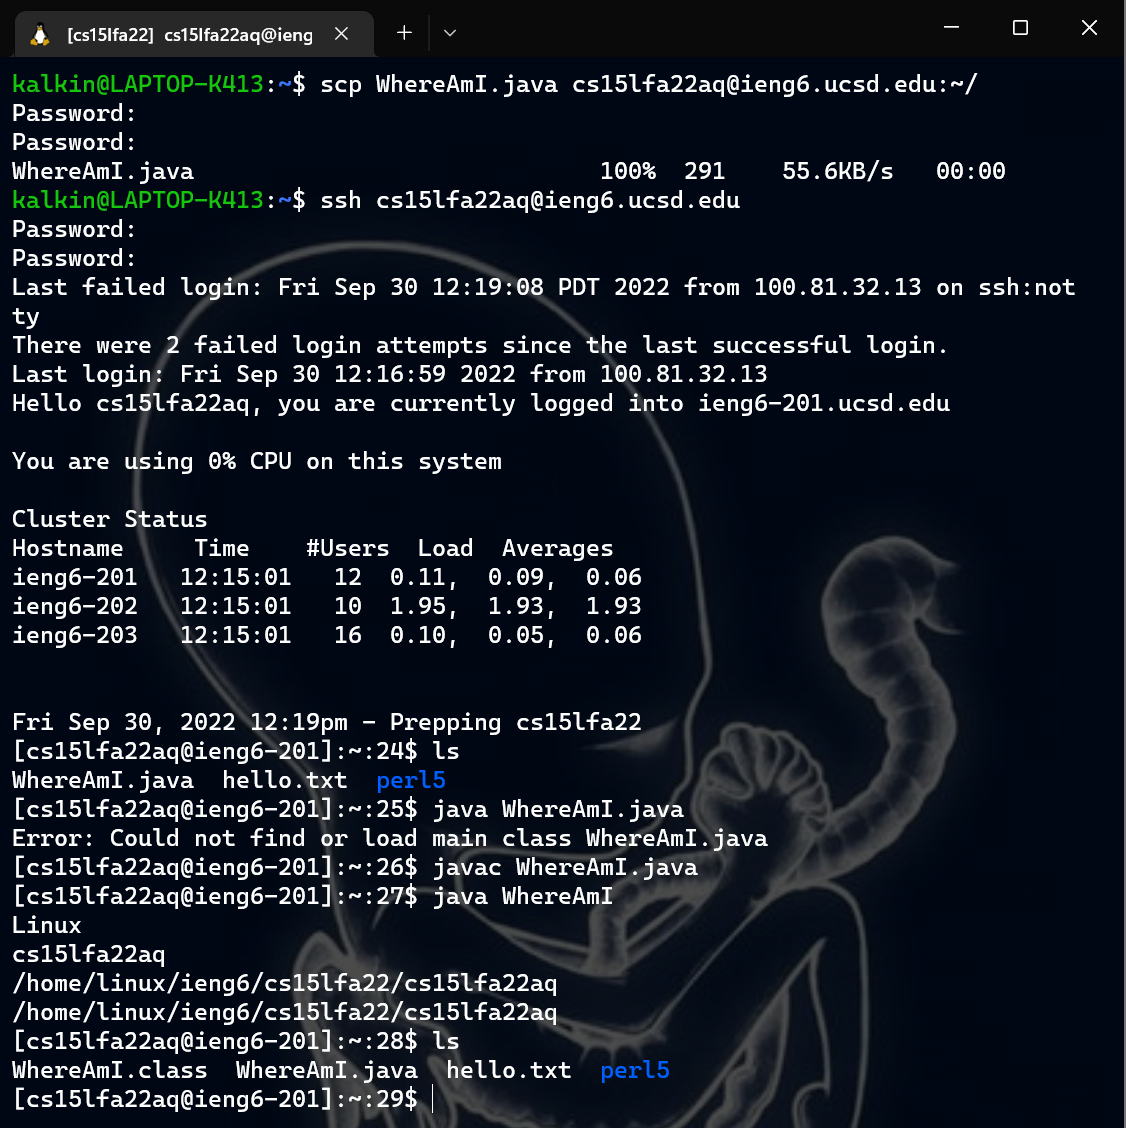 [cs15lfa22] cs15lfa22aq@ieng
kalkin@LAPTOP-K413:~$ scp WhereAmI.java cs15lfa22aq@ieng6.ucsd.edu:~/
Password:
Password:
WhereAmI.java 100% 291 55.6KB/s 00:00
kalkin@LAPTOP-K413:~$ ssh cs15lfa22aq@ieng6.ucsd.edu
Password:
Password:
Last failed login: Fri Sep 30 12:19:08 PDT 2022 from 100.81.32.13 on ssh:not
ty
There were 2 failed login attempts since the last successful login.
Last login: Fri Sep 30 12:16:59 2022 from 100.81.32.13
Hello cs15lfa22aq, you are currently logged into ieng6-201.ucsd.edu
You are using 0% CPU on this system
Cluster Status
Hostname Time #Users Load Averages
ieng6-201 12:15:01 12 0.11, 0.09, 0.06
ieng6-202 12:15:01 10 1.95, 1.93, 1.93
ieng6-203 12:15:01 16 0.10, 0.05, 0.06
Fri Sep 30, 2022 12:19pm - Prepping cs15lfa22
[cs15lfa22aq@ieng6-201]:~:24$ ls
WhereAmI.java hello.txt perl5
[cs15lfa22aq@ieng6-201]:~:25$ java WhereAmI.java
Error: Could not find or load main class WhereAmI.java
[cs15lfa22aq@ieng6-201]:~:26$ javac WhereAmI.java
[cs15lfa22aq@ieng6-201]:~:27$ java WhereAmI
Linux
cs15lfa22aq
/home/linux/ieng6/cs15lfa22/cs15lfa22aq
/home/linux/ieng6/cs15lfa22/cs15lfa22aq
[cs15lfa22aq@ieng6-201]:~:28$ ls
WhereAmI.class WhereAmI.java hello.txt perl5
[cs15lfa22aq@ieng6-201]:~:29$